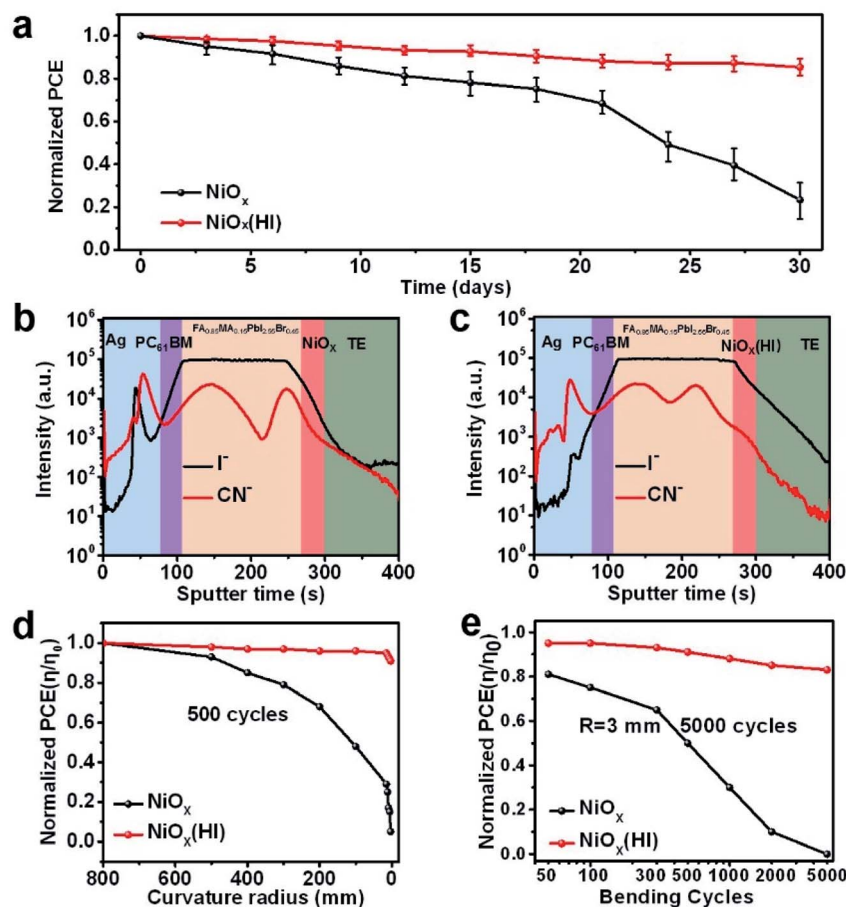 a
1.0
0.8
0.6
0.4
0.2
0.0
Normalized PCE
NiOₓ
NiOₓ(HI)
0 5 10 15 20 25 30
Time (days)
b
10⁶
10⁵
10⁴
10³
10²
10¹
10⁰
Intensity (a.u.)
Ag PC₆₁BM FA₀.₈₅MA₀.₁₅PbI₂.₅₅Br₀.₄₅ NiOₓ TE
I⁻
CN⁻
0 100 200 300 400
Sputter time (s)
c
10⁶
10⁵
10⁴
10³
10²
10¹
10⁰
Intensity (a.u.)
Ag PC₆₁BM FA₀.₈₅MA₀.₁₅PbI₂.₅₅Br₀.₄₅ NiOₓ(HI) TE
I⁻
CN⁻
0 100 200 300 400
Sputter time (s)
d
1.0
0.8
0.6
0.4
0.2
0.0
Normalized PCE(η/η₀)
500 cycles
NiOₓ
NiOₓ(HI)
800 600 400 200 0
Curvature radius (mm)
e
1.0
0.8
0.6
0.4
0.2
0.0
Normalized PCE(η/η₀)
R=3 mm 5000 cycles
NiOₓ
NiOₓ(HI)
50 100 300 500 1000 2000 5000
Bending Cycles